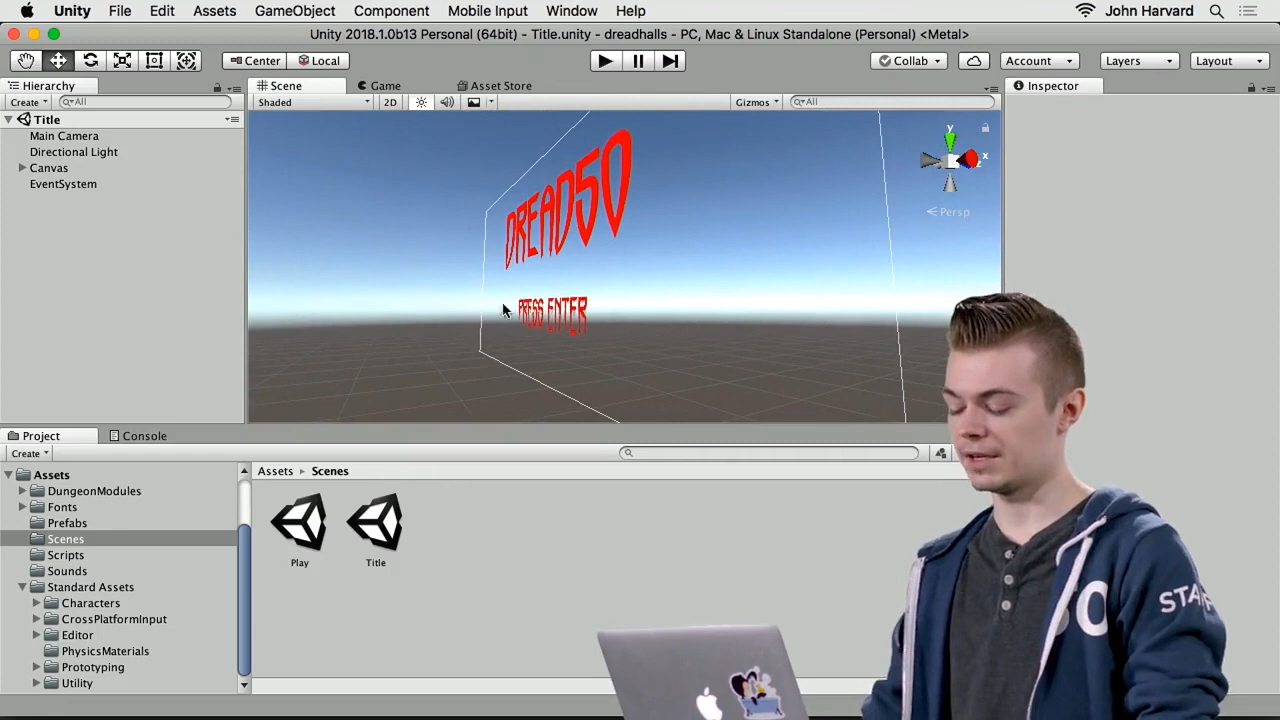 Unity File Edit Assets GameObject Component Mobile Input Window Help John Harvard
Unity 2018.1.0b13 Personal (64bit) - Title.unity - dreadhalls - PC, Mac & Linux Standalone (Personal) <Metal>
Center Local Collab Account Layers Layout
Hierarchy Scene Game Asset Store Inspector
Create All Shaded 2D Gizmos All
Title
Main Camera
Directional Light
Canvas
EventSystem
y
x
Persp
DREAD50
PRESS ENTER
Project Console
Create
Assets
DungeonModules
Fonts
Prefabs
Scenes
Scripts
Sounds
Standard Assets
Characters
CrossPlatformInput
Editor
PhysicsMaterials
Prototyping
Utility
Assets ▸ Scenes
Play Title
50
STAF